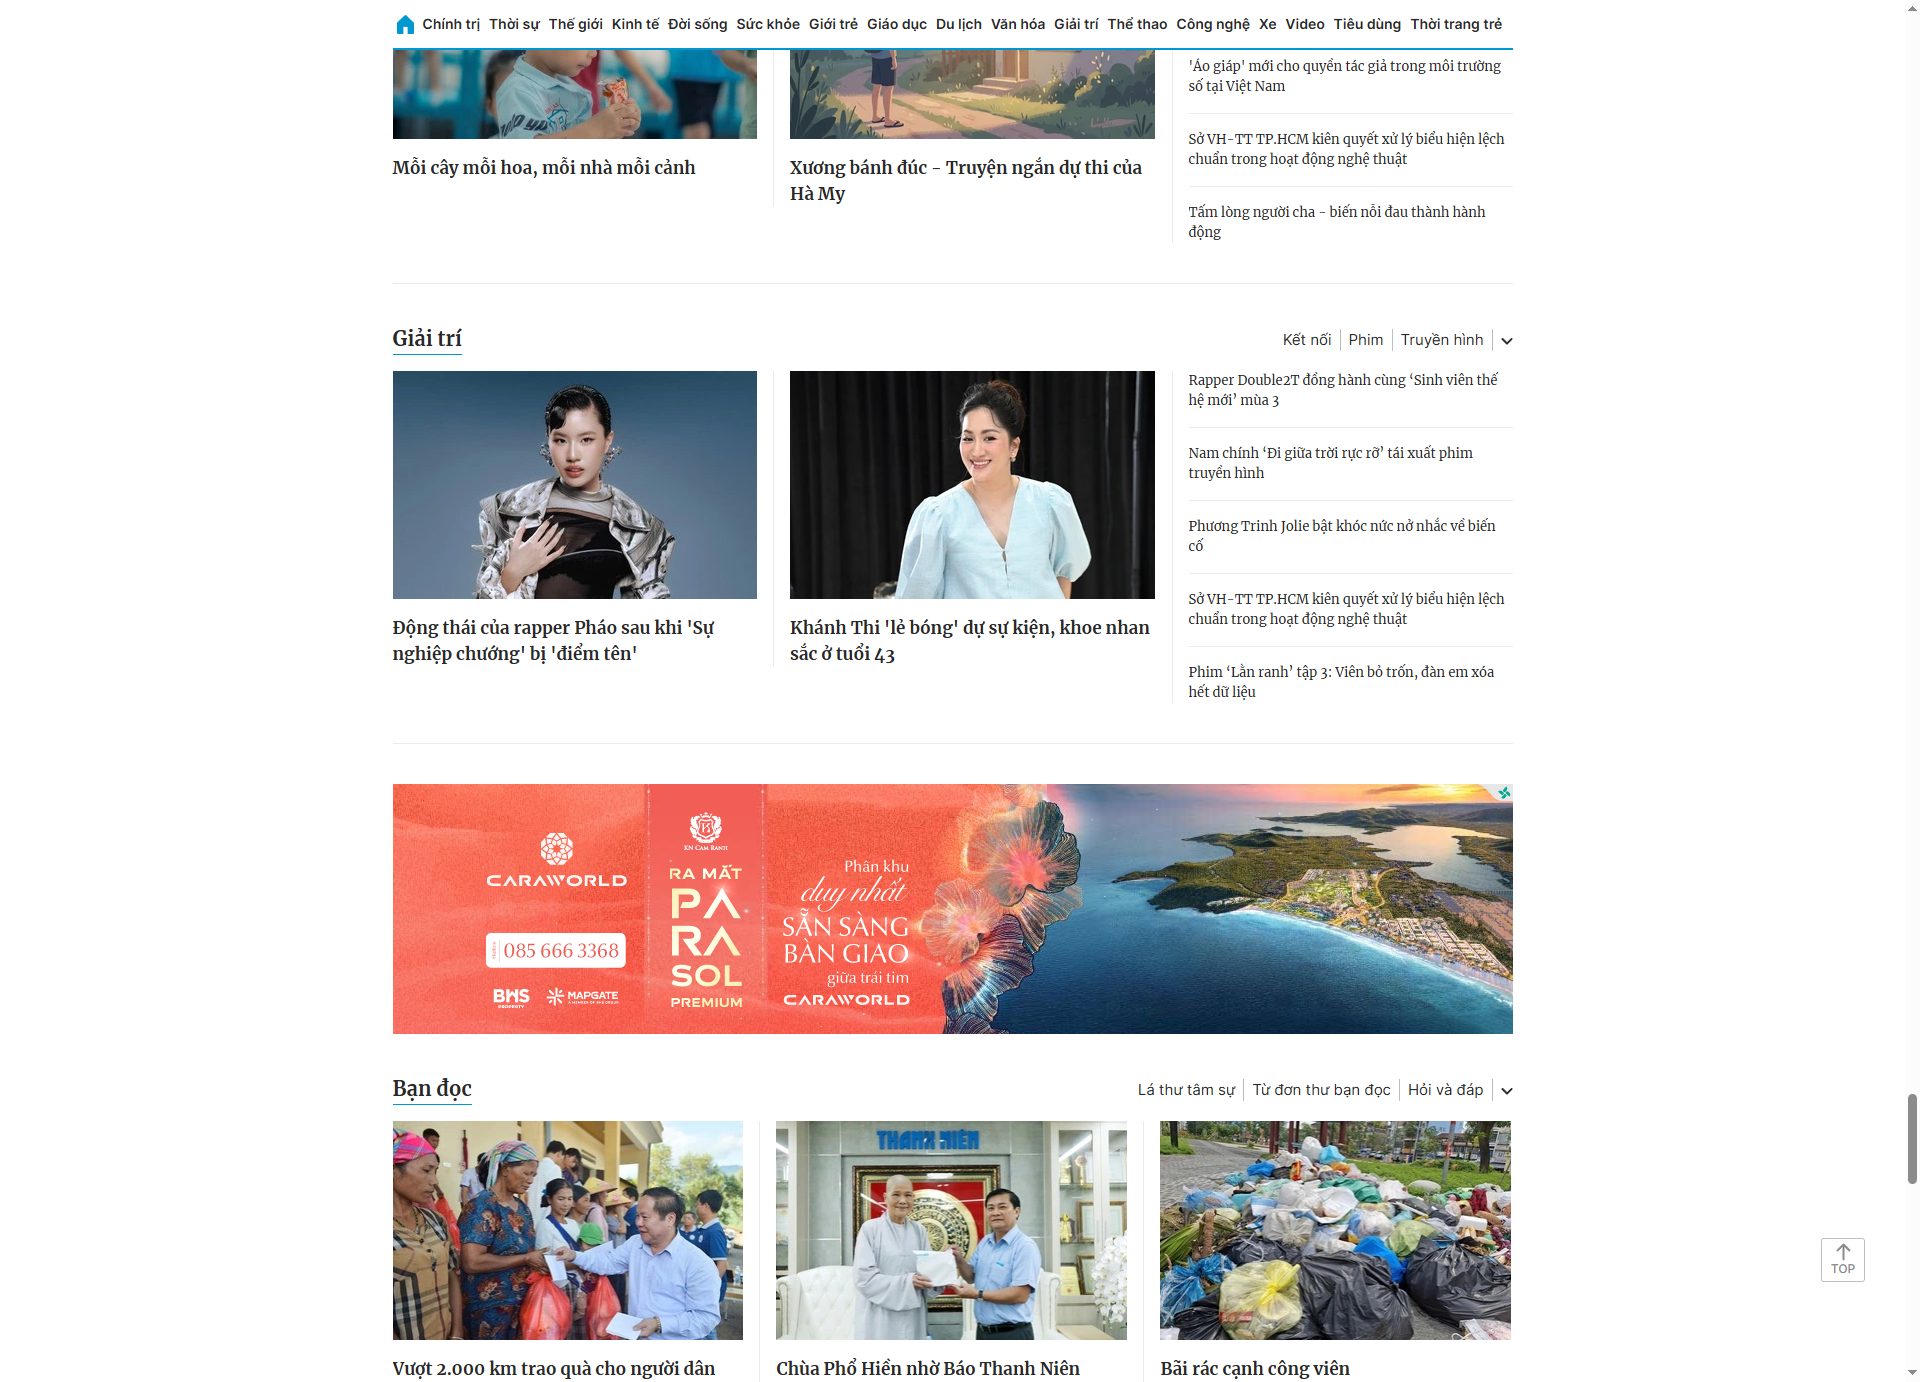 Chính trị Thời sự Thế giới Kinh tế Đời sống Sức khỏe Giới trẻ Giáo dục Du lịch Văn hóa Giải trí Thể thao Công nghệ Xe Video Tiêu dùng Thời trang trẻ
Mỗi cây mỗi hoa, mỗi nhà mỗi cảnh
Xương bánh đúc - Truyện ngắn dự thi của
Hà My
'Áo giáp' mới cho quyền tác giả trong môi trường
số tại Việt Nam
Sở VH-TT TP.HCM kiên quyết xử lý biểu hiện lệch
chuẩn trong hoạt động nghệ thuật
Tấm lòng người cha - biến nỗi đau thành hành
động
Giải trí
Kết nối Phim Truyền hình
Động thái của rapper Pháo sau khi 'Sự
nghiệp chướng' bị 'điểm tên'
Khánh Thi 'lẻ bóng' dự sự kiện, khoe nhan
sắc ở tuổi 43
Rapper Double2T đồng hành cùng ‘Sinh viên thế
hệ mới’ mùa 3
Nam chính ‘Đi giữa trời rực rỡ’ tái xuất phim
truyền hình
Phương Trinh Jolie bật khóc nức nở nhắc về biến
cố
Sở VH-TT TP.HCM kiên quyết xử lý biểu hiện lệch
chuẩn trong hoạt động nghệ thuật
Phim ‘Lằn ranh’ tập 3: Viên bỏ trốn, đàn em xóa
hết dữ liệu
CARAWORLD
Hotline
085 666 3368
BHS
PROPERTY
MAPGATE
KN CAM RANH
RA MẮT
PA
RA
SOL
PREMIUM
Phân khu
duy nhất
SẴN SÀNG
BÀN GIAO
giữa trái tim
CARAWORLD
Bạn đọc
Lá thư tâm sự Từ đơn thư bạn đọc Hỏi và đáp
THANH NIÊN
Vượt 2.000 km trao quà cho người dân
Chùa Phổ Hiền nhờ Báo Thanh Niên
Bãi rác cạnh công viên
TOP